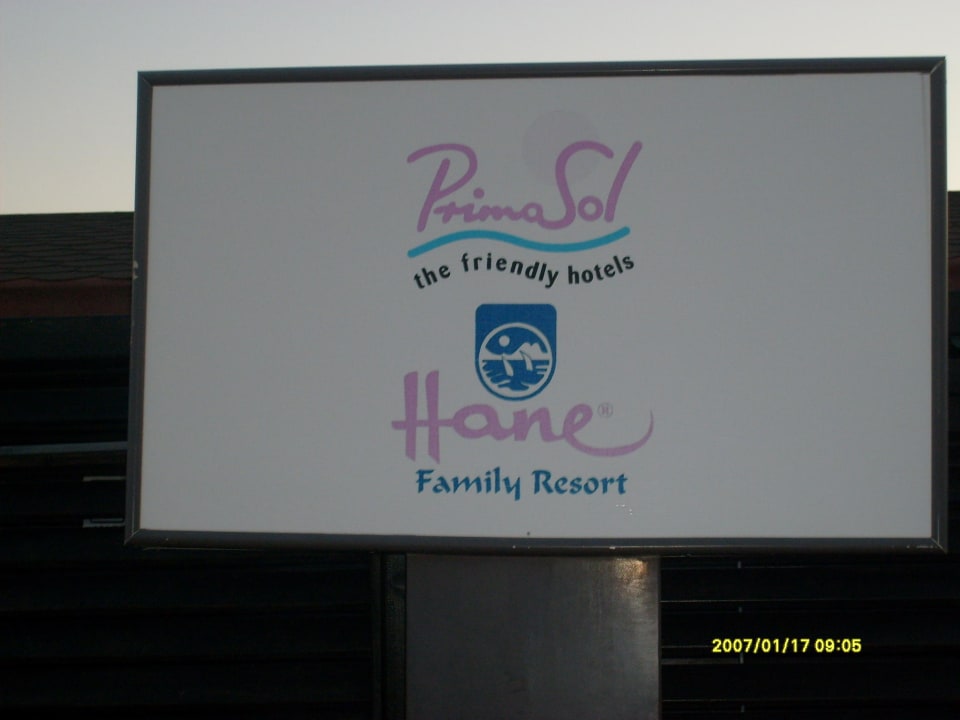 PrimaSol
the friendly hotels
Hane®
Family Resort
2007/01/17 09:05